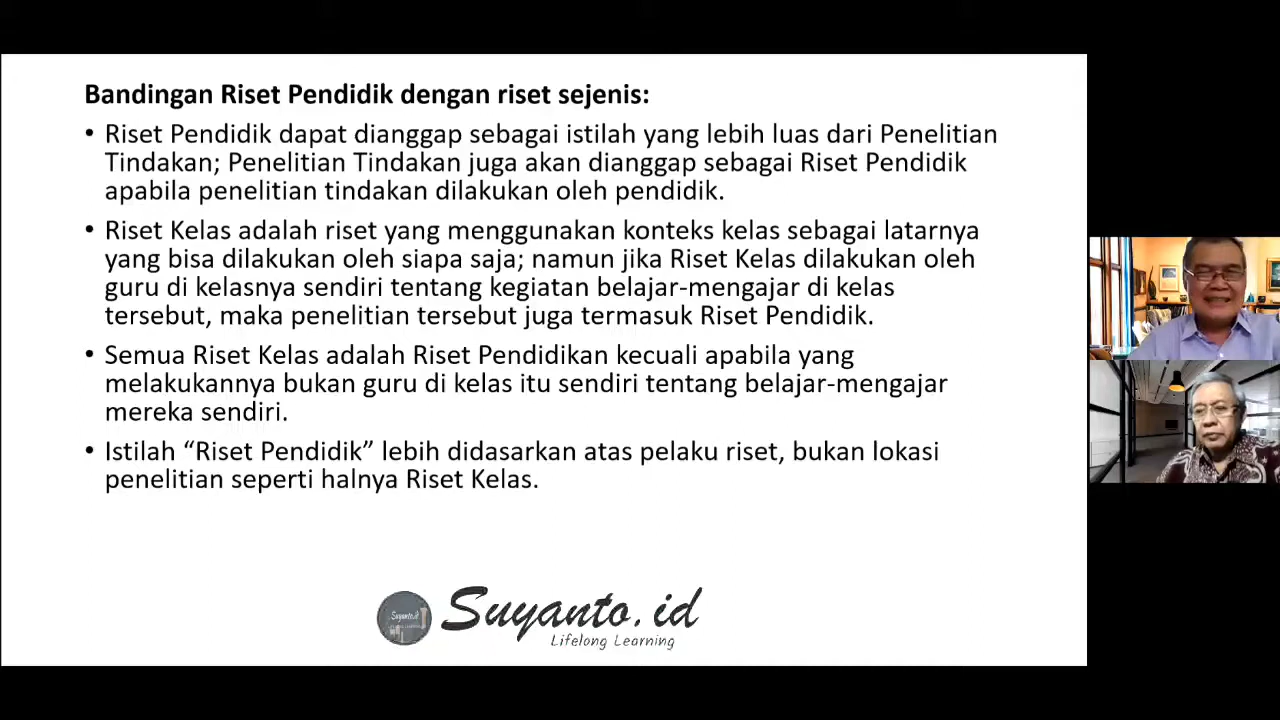 Bandingan Riset Pendidik dengan riset sejenis:
• Riset Pendidik dapat dianggap sebagai istilah yang lebih luas dari Penelitian
Tindakan; Penelitian Tindakan juga akan dianggap sebagai Riset Pendidik
apabila penelitian tindakan dilakukan oleh pendidik.
• Riset Kelas adalah riset yang menggunakan konteks kelas sebagai latarnya
yang bisa dilakukan oleh siapa saja; namun jika Riset Kelas dilakukan oleh
guru di kelasnya sendiri tentang kegiatan belajar-mengajar di kelas
tersebut, maka penelitian tersebut juga termasuk Riset Pendidik.
• Semua Riset Kelas adalah Riset Pendidikan kecuali apabila yang
melakukannya bukan guru di kelas itu sendiri tentang belajar-mengajar
mereka sendiri.
• Istilah “Riset Pendidik” lebih didasarkan atas pelaku riset, bukan lokasi
penelitian seperti halnya Riset Kelas.
Suyanto.id
Suyanto.id
Lifelong Learning